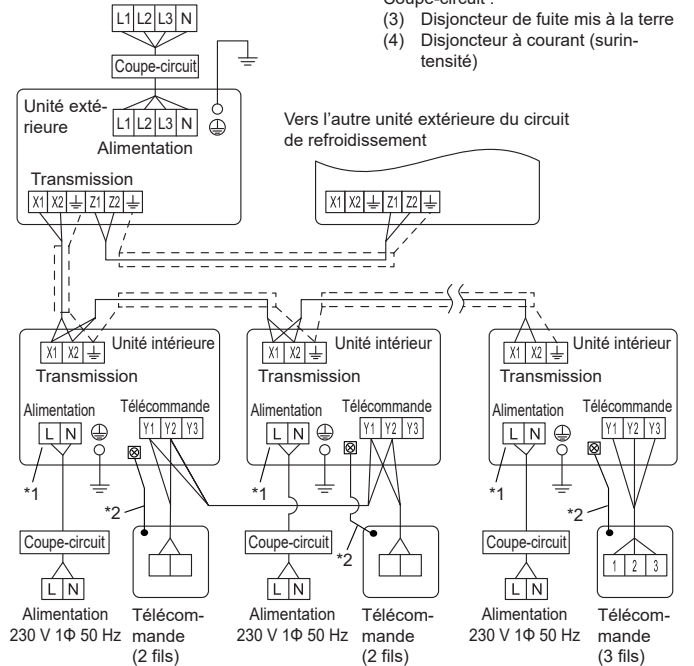 Coupe-circuit :
(3) Disjoncteur de fuite mis à la terre
(4) Disjoncteur à courant (surin-
tensité)
L1 L2 L3 N
Coupe-circuit
Unité exté-
rieure
L1 L2 L3 N
Alimentation
Transmission
X1 X2 Z1 Z2
Vers l'autre unité extérieure du circuit
de refroidissement
X1 X2 Z1 Z2
X1 X2
Unité intérieure
Transmission
Alimentation
Télécommande
L N
Y1 Y2 Y3
*1
*2
Coupe-circuit
L N
Alimentation
230 V 1Φ 50 Hz
Télécom-
mande
(2 fils)
X1 X2
Unité intérieur
Transmission
Alimentation
Télécommande
L N
Y1 Y2 Y3
*1
*2
Coupe-circuit
L N
Alimentation
230 V 1Φ 50 Hz
Télécom-
mande
(2 fils)
X1 X2
Unité intérieur
Transmission
Alimentation
Télécommande
L N
Y1 Y2 Y3
*1
*2
Coupe-circuit
1 2 3
L N
Alimentation
230 V 1Φ 50 Hz
Télécom-
mande
(3 fils)